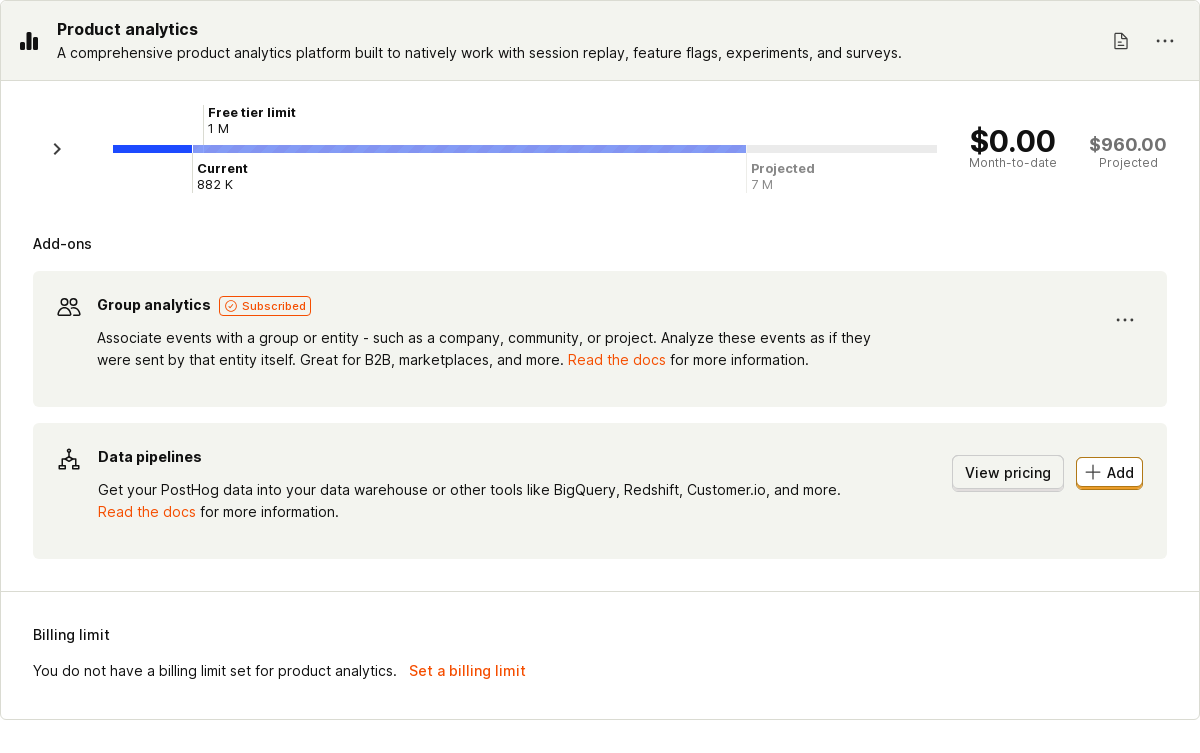 Product analytics
A comprehensive product analytics platform built to natively work with session replay, feature flags, experiments, and surveys.
Free tier limit
1 M
Current
882 K
Projected
7 M
$0.00
Month-to-date
$960.00
Projected
Add-ons
Group analytics Subscribed
Associate events with a group or entity - such as a company, community, or project. Analyze these events as if they
were sent by that entity itself. Great for B2B, marketplaces, and more. Read the docs for more information.
Data pipelines
Get your PostHog data into your data warehouse or other tools like BigQuery, Redshift, Customer.io, and more.
Read the docs for more information.
View pricing
Add
Billing limit
You do not have a billing limit set for product analytics. Set a billing limit